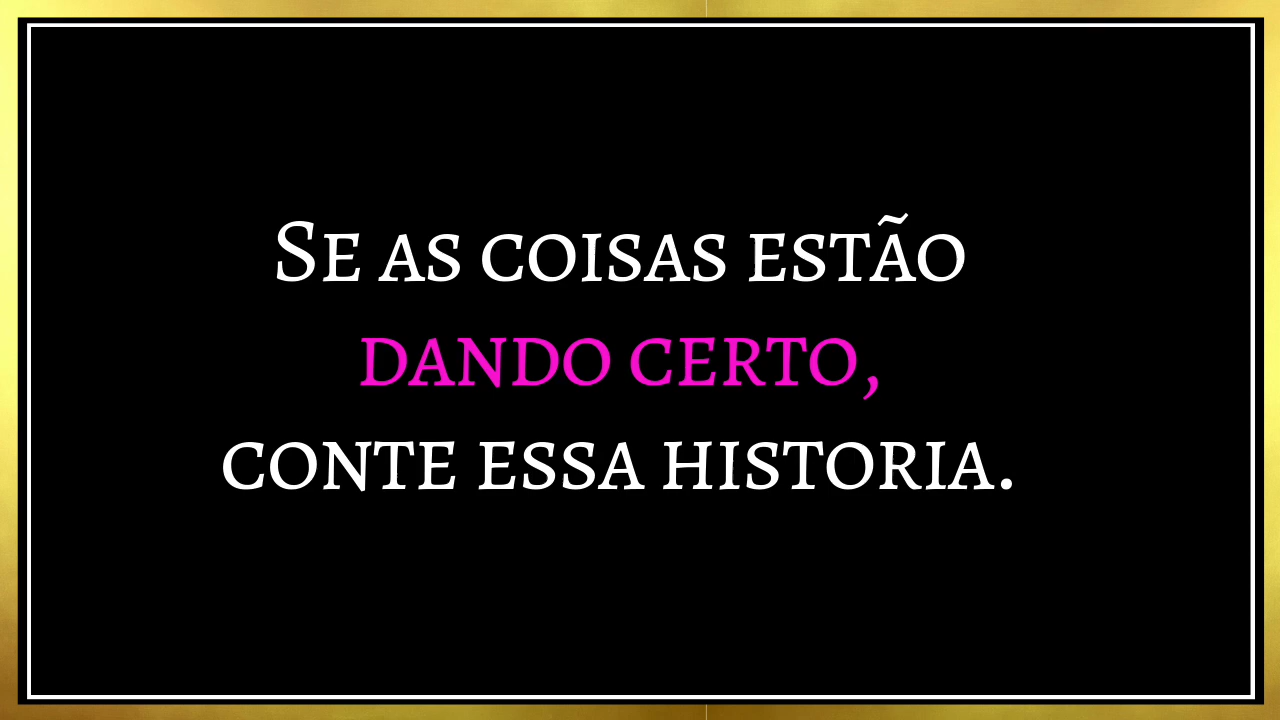 Se as coisas estão
dando certo,
conte essa historia.